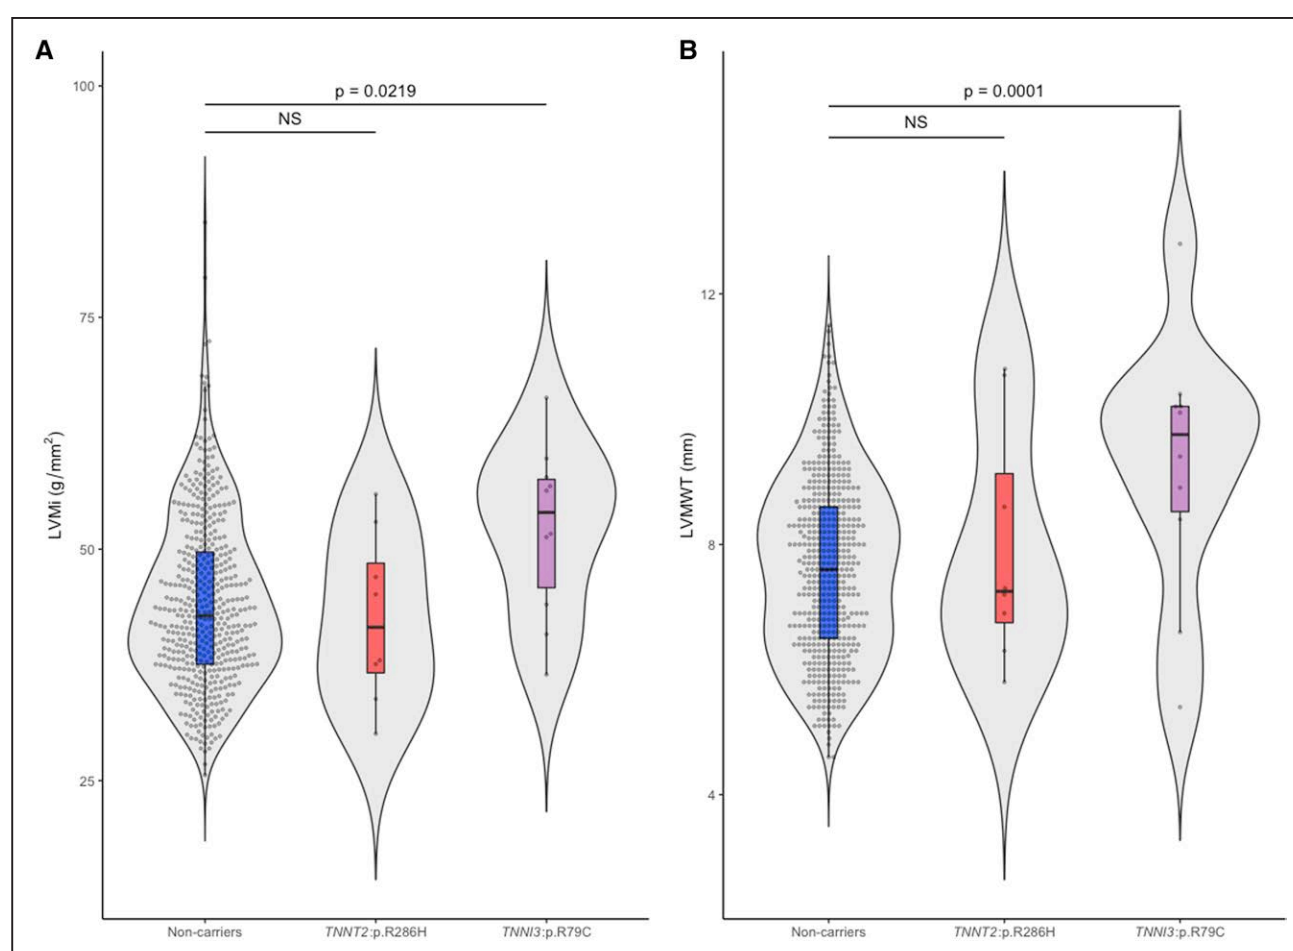 A
LVMi (g/mm²)
100
75
50
25
p = 0.0219
NS
Non-carriers
TNNT2:p.R286H
TNNI3:p.R79C
B
LVMWT (mm)
12
8
4
p = 0.0001
NS
Non-carriers
TNNT2:p.R286H
TNNI3:p.R79C